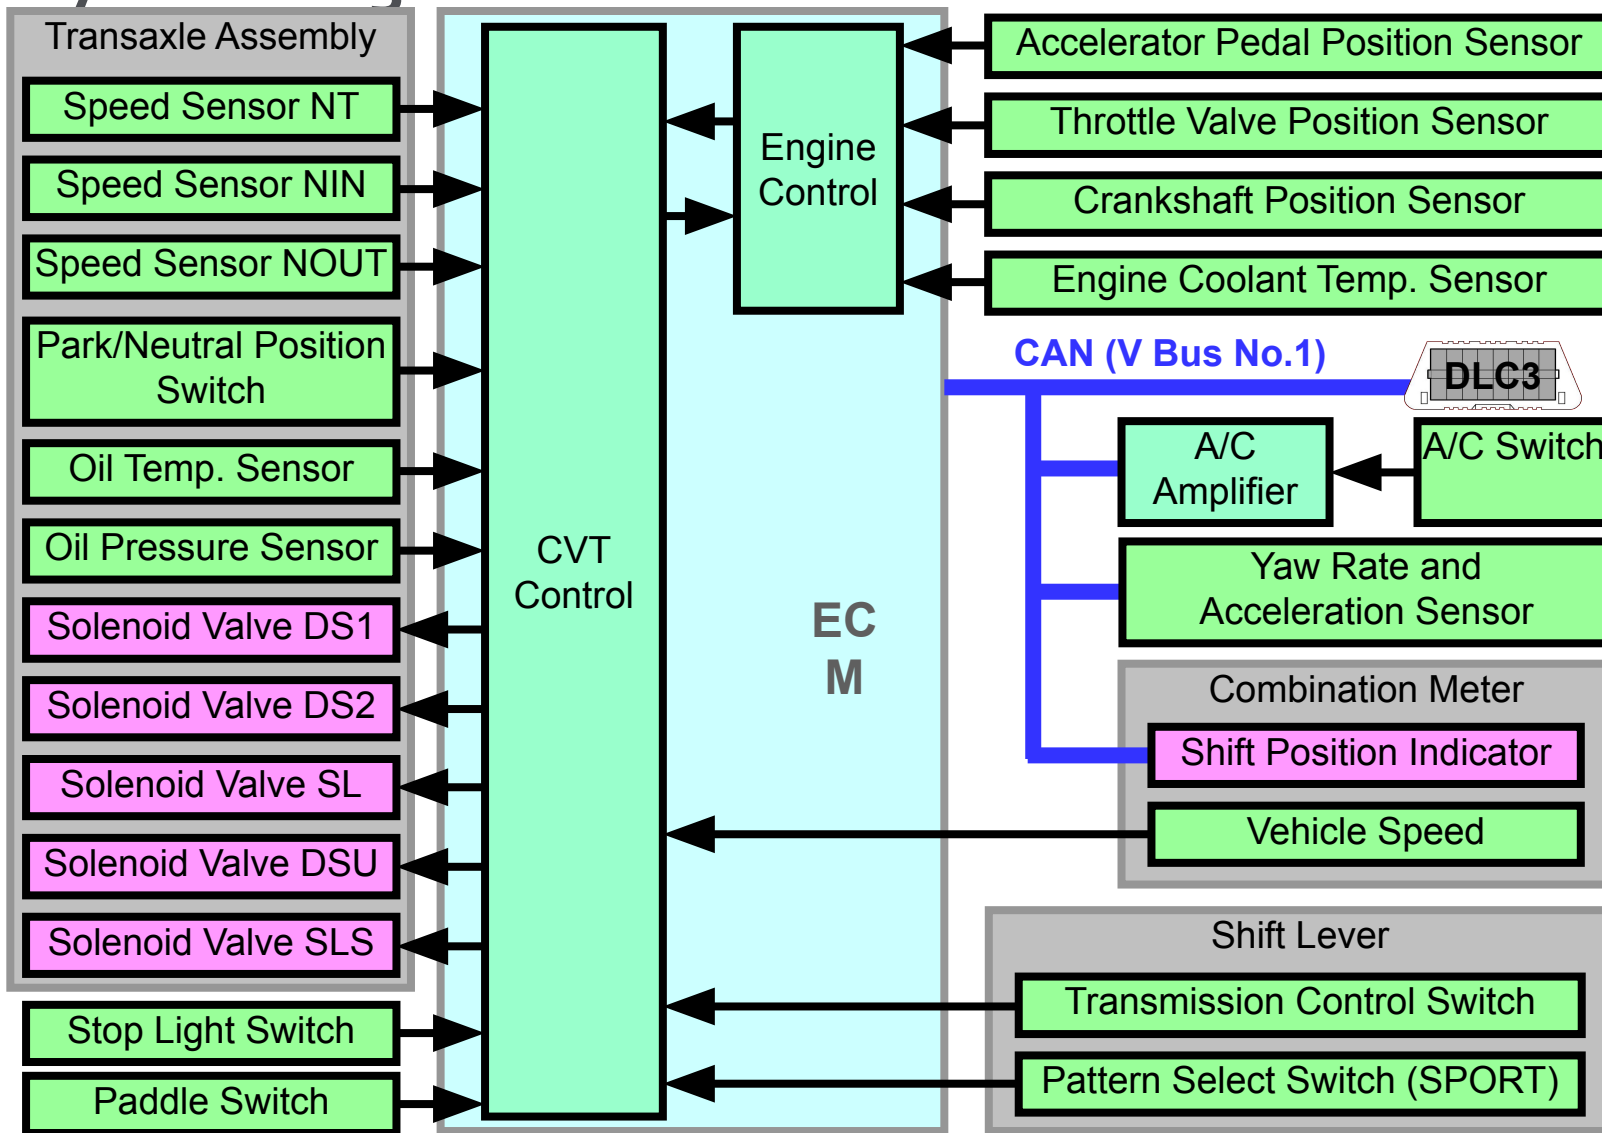 Transaxle Assembly
Speed Sensor NT
Speed Sensor NIN
Speed Sensor NOUT
Park/Neutral Position
Switch
Oil Temp. Sensor
Oil Pressure Sensor
Solenoid Valve DS1
Solenoid Valve DS2
Solenoid Valve SL
Solenoid Valve DSU
Solenoid Valve SLS
Stop Light Switch
Paddle Switch
CVT
Control
Engine
Control
EC
M
Accelerator Pedal Position Sensor
Throttle Valve Position Sensor
Crankshaft Position Sensor
Engine Coolant Temp. Sensor
CAN (V Bus No.1)
DLC3
A/C
Amplifier
A/C Switch
Yaw Rate and
Acceleration Sensor
Combination Meter
Shift Position Indicator
Vehicle Speed
Shift Lever
Transmission Control Switch
Pattern Select Switch (SPORT)